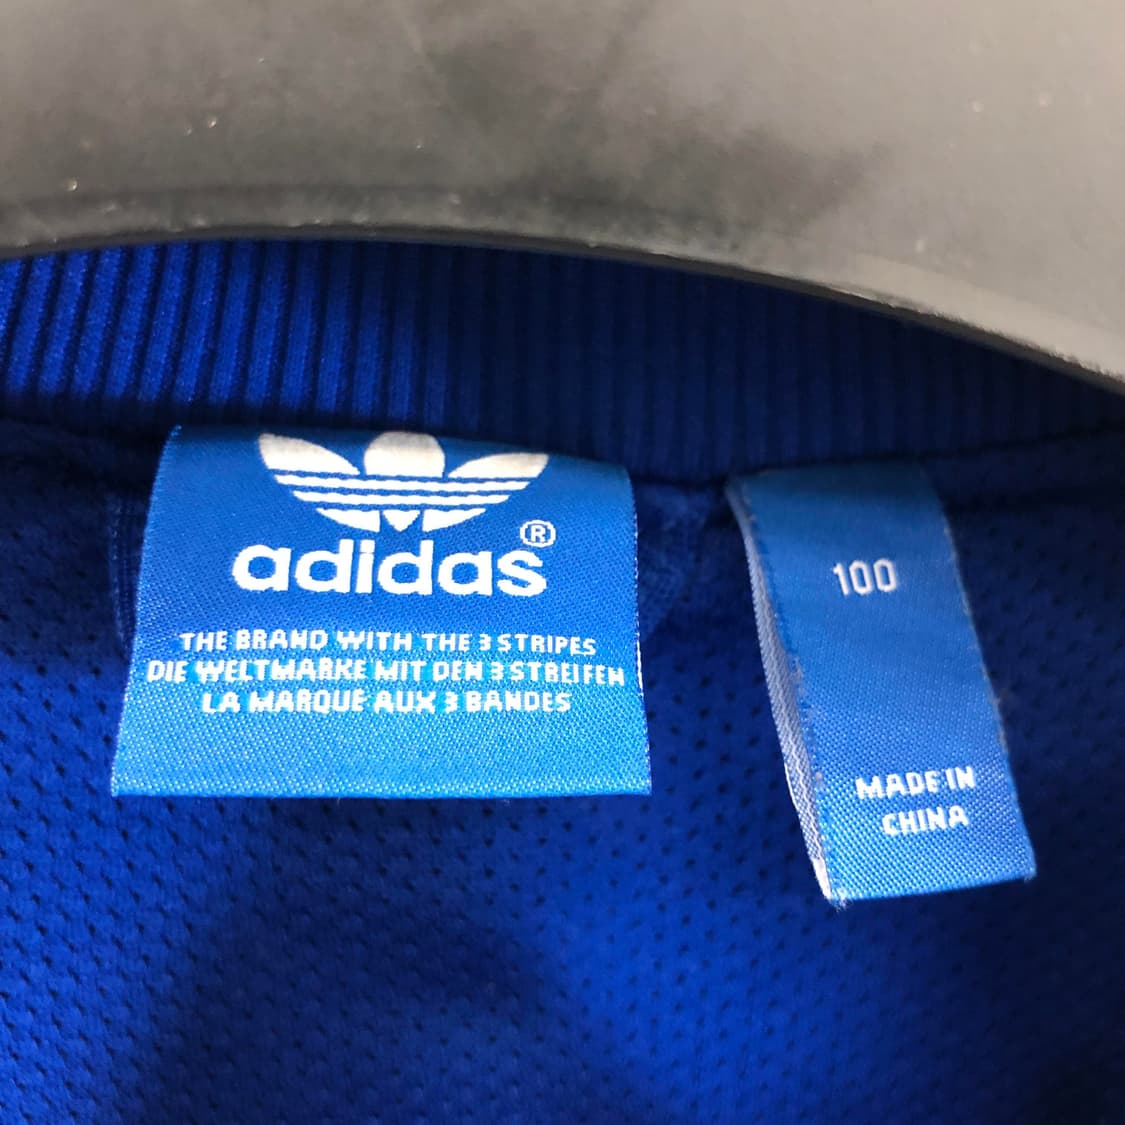 adidas®
THE BRAND WITH THE 3 STRIPES
DIE WELTMARKE MIT DEN 3 STREIFEN
LA MARQUE AUX 3 BANDES
100
MADE IN
CHINA